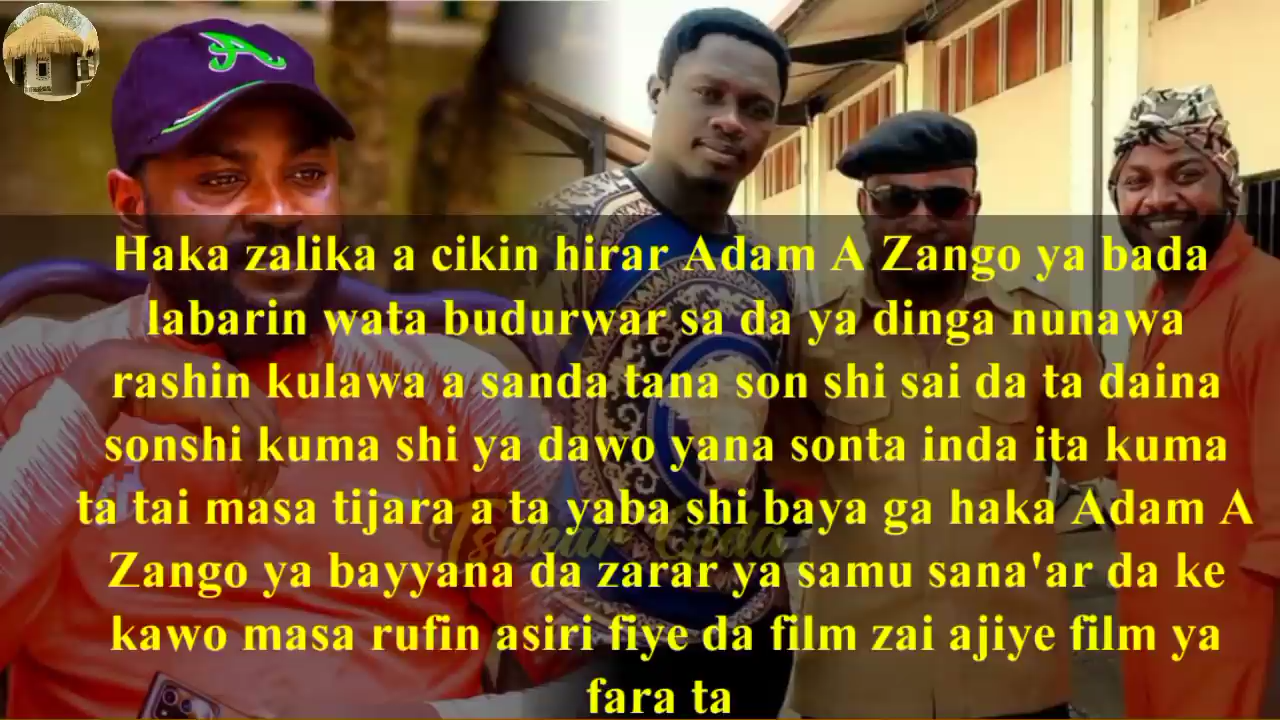 Haka zalika a cikin hirar Adam A Zango ya bada
labarin wata budurwar sa da ya dinga nunawa
rashin kulawa a sanda tana son shi sai da ta daina
sonshi kuma shi ya dawo yana sonta inda ita kuma
ta tai masa tijara a ta yaba shi baya ga haka Adam A
Zango ya bayyana da zarar ya samu sana'ar da ke
kawo masa rufin asiri fiye da film zai ajiye film ya
fara ta